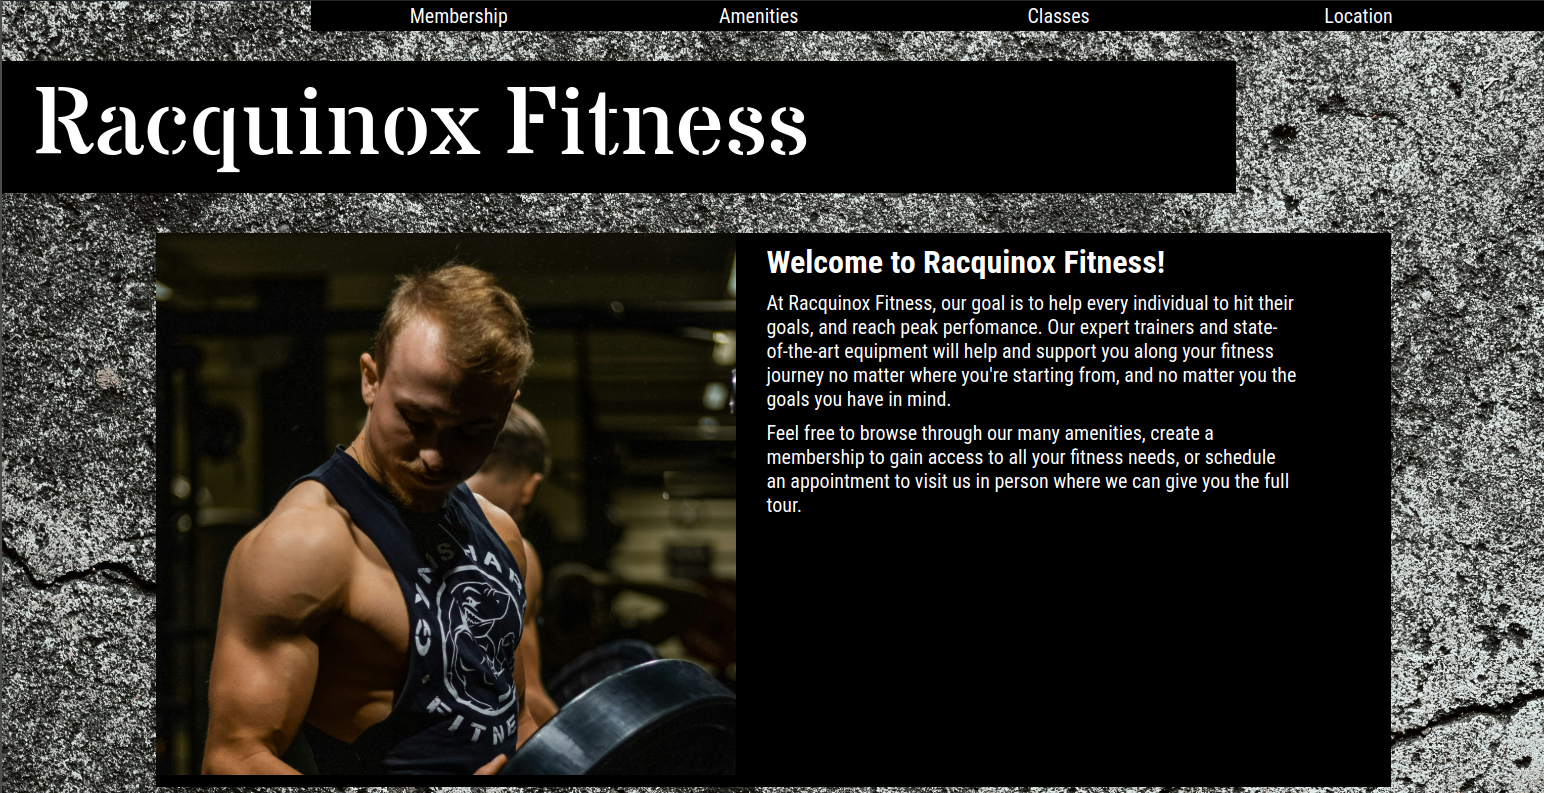 Membership Amenities Classes Location
Racquinox Fitness
Welcome to Racquinox Fitness!
At Racquinox Fitness, our goal is to help every individual to hit their
goals, and reach peak perfomance. Our expert trainers and state-
of-the-art equipment will help and support you along your fitness
journey no matter where you're starting from, and no matter you the
goals you have in mind.
Feel free to browse through our many amenities, create a
membership to gain access to all your fitness needs, or schedule
an appointment to visit us in person where we can give you the full
tour.
GYMSHAR
FITNE